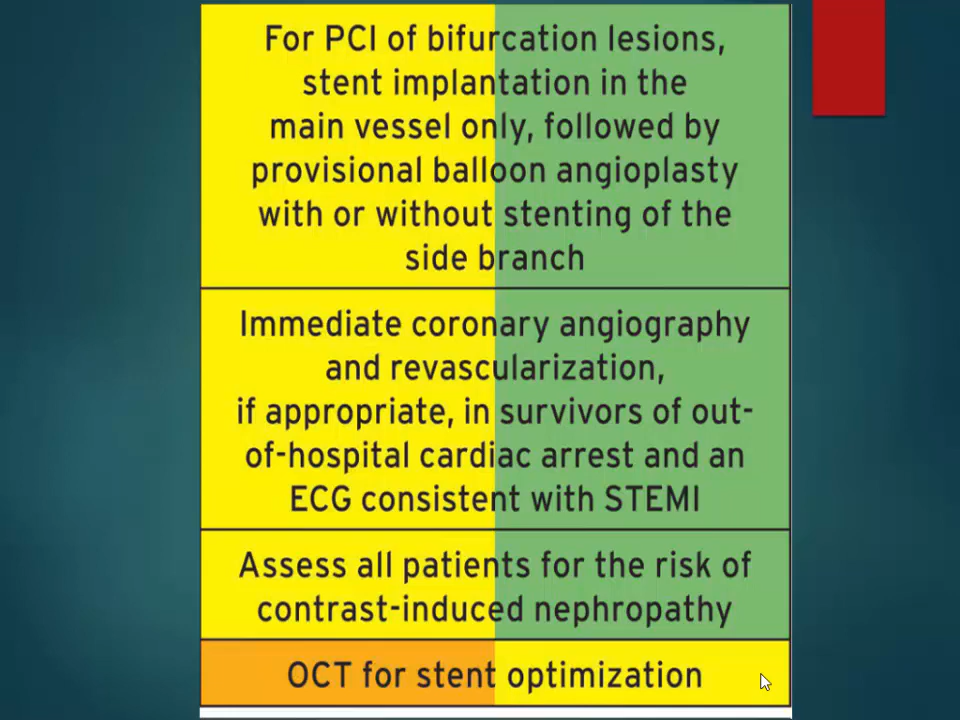 For PCI of bifurcation lesions,
stent implantation in the
main vessel only, followed by
provisional balloon angioplasty
with or without stenting of the
side branch
Immediate coronary angiography
and revascularization,
if appropriate, in survivors of out-
of-hospital cardiac arrest and an
ECG consistent with STEMI
Assess all patients for the risk of
contrast-induced nephropathy
OCT for stent optimization